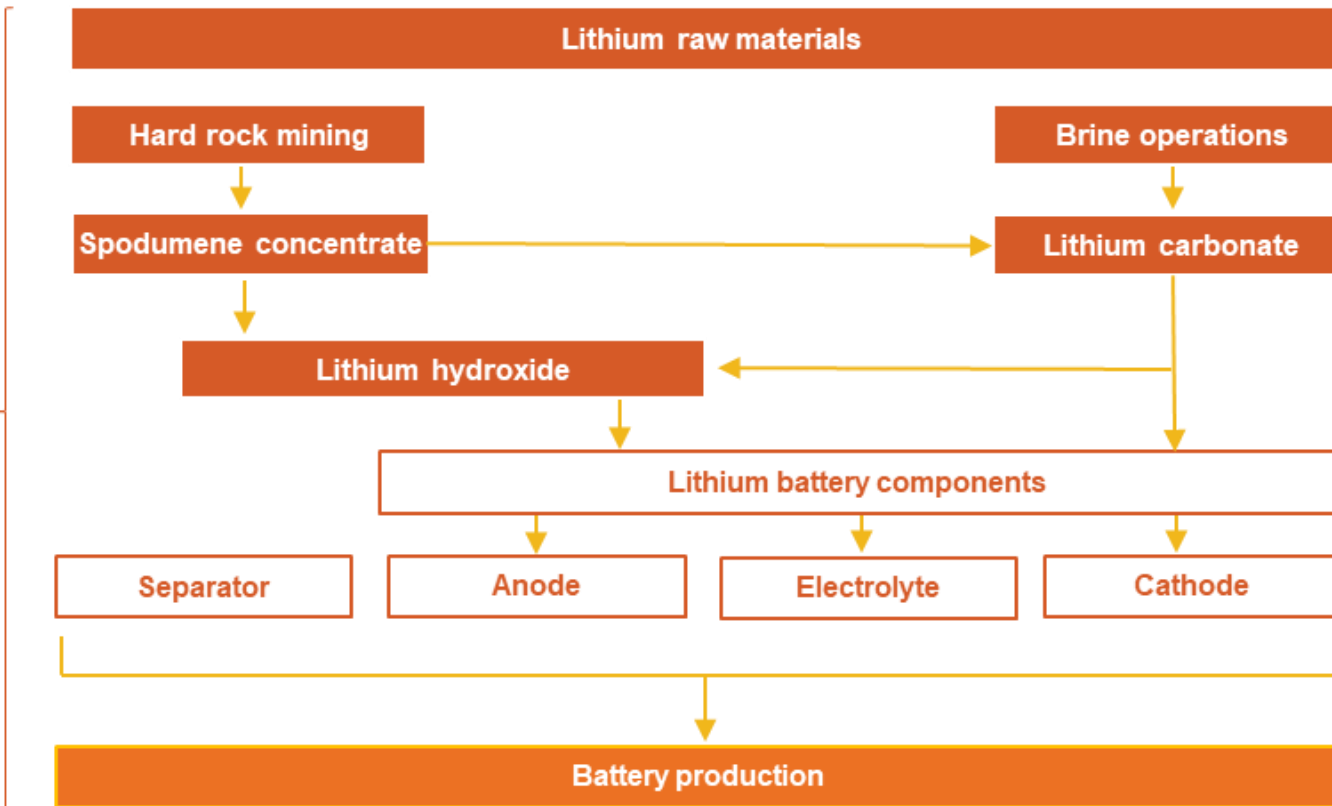 Lithium raw materials
Hard rock mining
Brine operations
Spodumene concentrate
Lithium carbonate
Lithium hydroxide
Lithium battery components
Separator
Anode
Electrolyte
Cathode
Battery production